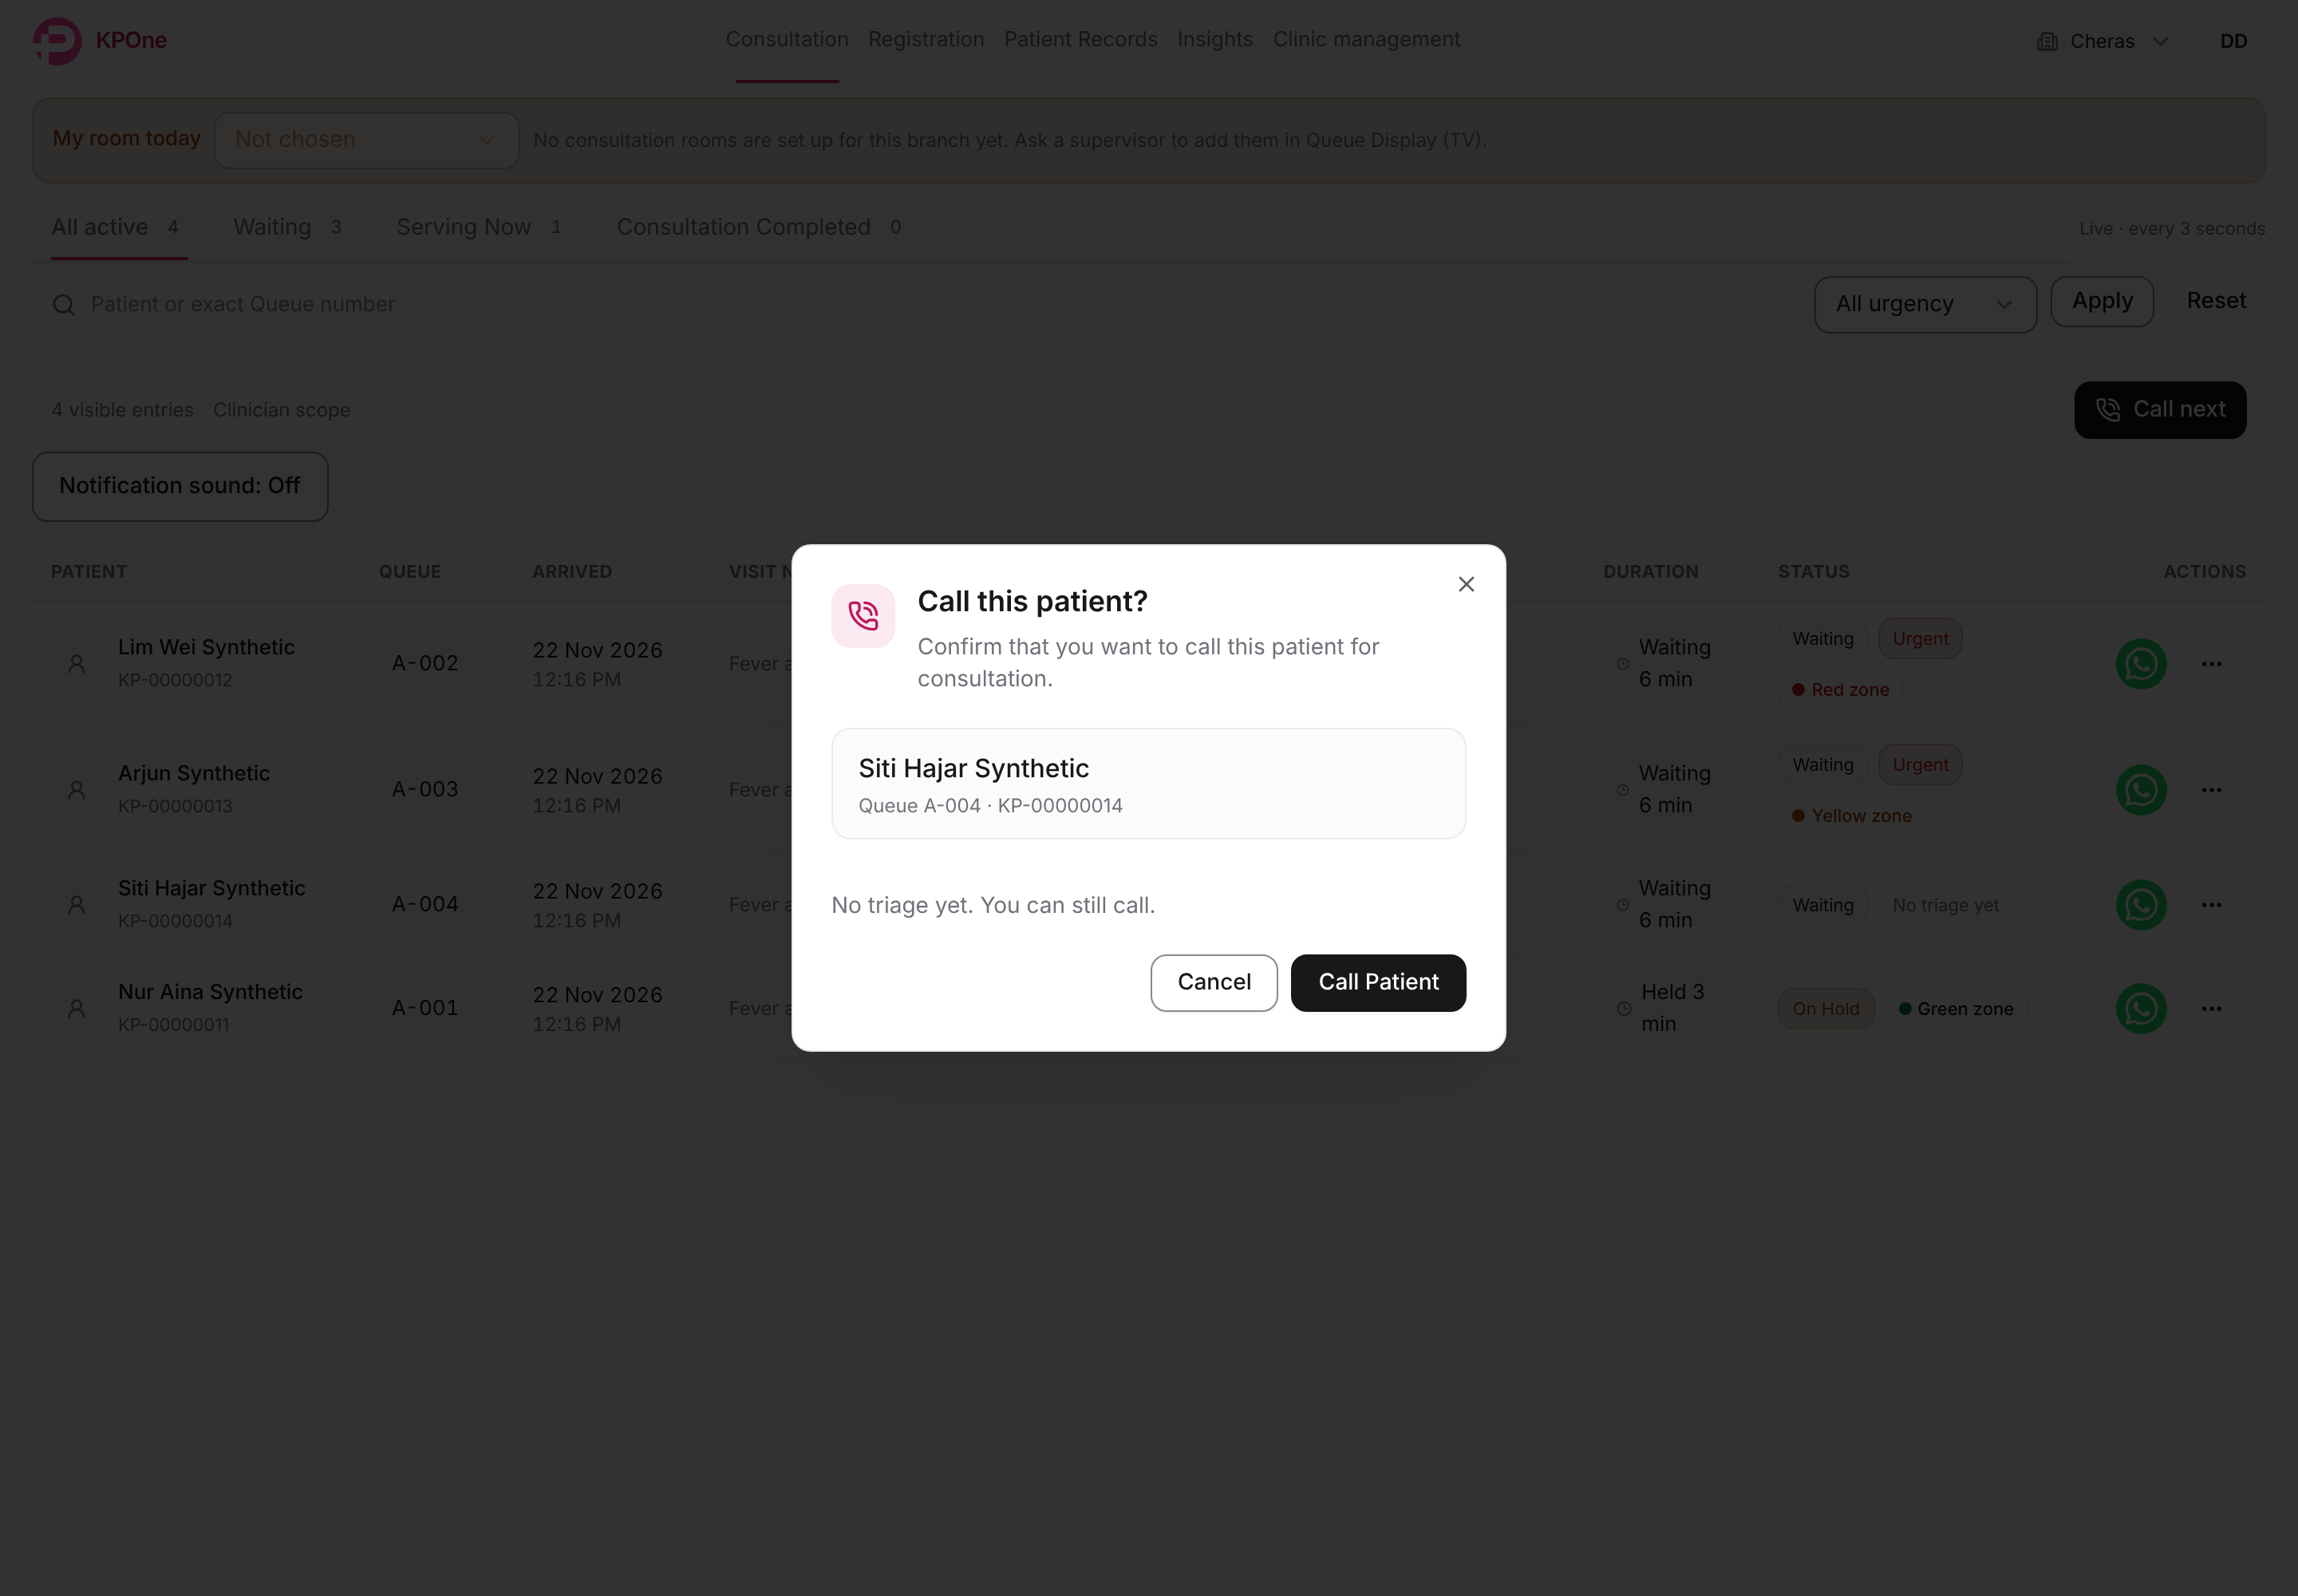 KPOne
Consultation Registration Patient Records Insights Clinic management
Cheras
DD
My room today
Not chosen
No consultation rooms are set up for this branch yet. Ask a supervisor to add them in Queue Display (TV).
All active 4
Waiting 3
Serving Now 1
Consultation Completed 0
Live · every 3 seconds
Patient or exact Queue number
All urgency
Apply
Reset
4 visible entries Clinician scope
Call next
Notification sound: Off
PATIENT QUEUE ARRIVED VISIT DURATION STATUS ACTIONS
Lim Wei Synthetic
KP-00000012
A-002
22 Nov 2026
12:16 PM
Fever
Waiting
6 min
Waiting Urgent
Red zone
Arjun Synthetic
KP-00000013
A-003
22 Nov 2026
12:16 PM
Fever
Waiting
6 min
Waiting Urgent
Yellow zone
Siti Hajar Synthetic
KP-00000014
A-004
22 Nov 2026
12:16 PM
Fever
Waiting
6 min
Waiting No triage yet
Nur Aina Synthetic
KP-00000011
A-001
22 Nov 2026
12:16 PM
Fever
Held 3
min
On Hold Green zone
Call this patient?
Confirm that you want to call this patient for
consultation.
Siti Hajar Synthetic
Queue A-004 · KP-00000014
No triage yet. You can still call.
Cancel
Call Patient